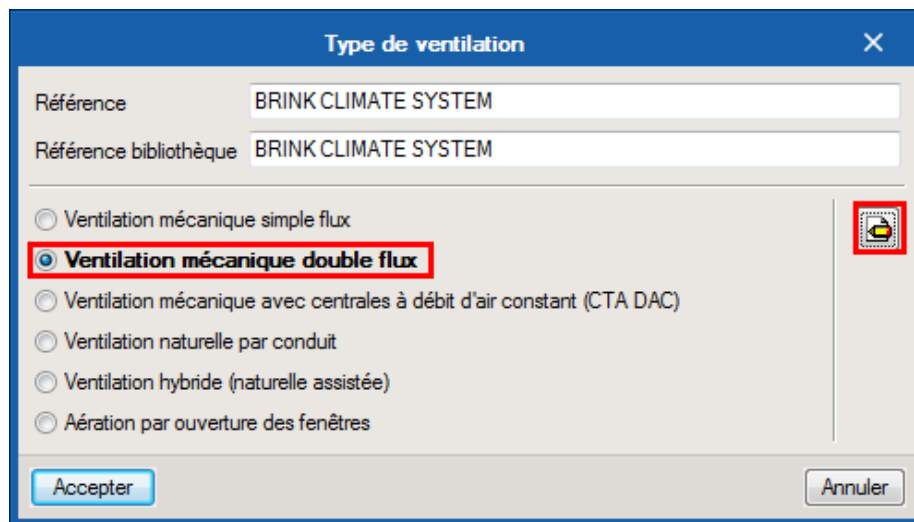 Type de ventilation
Référence BRINK CLIMATE SYSTEM
Référence bibliothèque BRINK CLIMATE SYSTEM
Ventilation mécanique simple flux
Ventilation mécanique double flux
Ventilation mécanique avec centrales à débit d'air constant (CTA DAC)
Ventilation naturelle par conduit
Ventilation hybride (naturelle assistée)
Aération par ouverture des fenêtres
Accepter Annuler